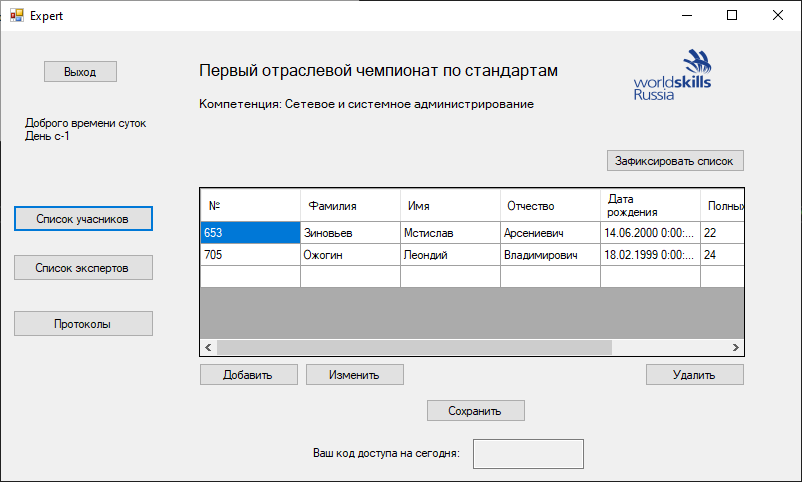 Expert
Выход
Первый отраслевой чемпионат по стандартам
worldskills
Russia
Компетенция: Сетевое и системное администрирование
Доброго времени суток
День c-1
Зафиксировать список
Список учасников
Список экспертов
Протоколы
№ Фамилия Имя Отчество Дата рождения Полных
653 Зиновьев Мстислав Арсениевич 14.06.2000 0:00:... 22
705 Ожогин Леондий Владимирович 18.02.1999 0:00:... 24
Добавить Изменить Удалить
Сохранить
Ваш код доступа на сегодня: